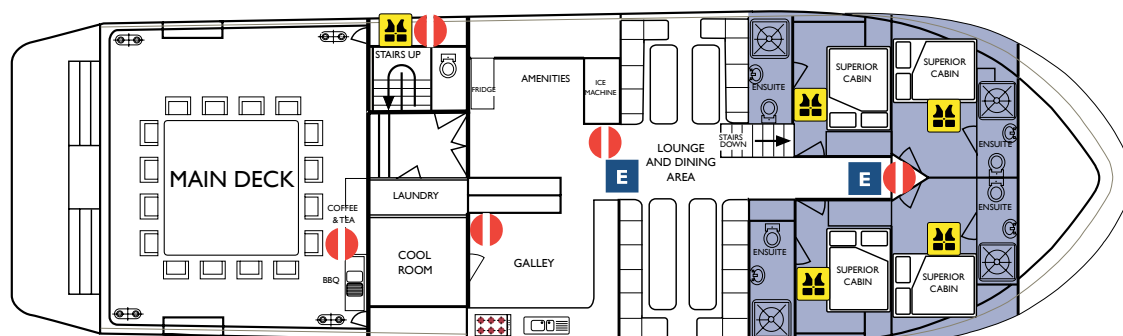 STAIRS UP
MAIN DECK
COFFEE
& TEA
BBQ
LAUNDRY
COOL
ROOM
FRIDGE
AMENITIES
ICE
MACHINE
GALLEY
E
LOUNGE
AND DINING
AREA
STAIRS
DOWN
ENSUITE
SUPERIOR
CABIN
SUPERIOR
CABIN
ENSUITE
E
ENSUITE
ENSUITE
SUPERIOR
CABIN
SUPERIOR
CABIN